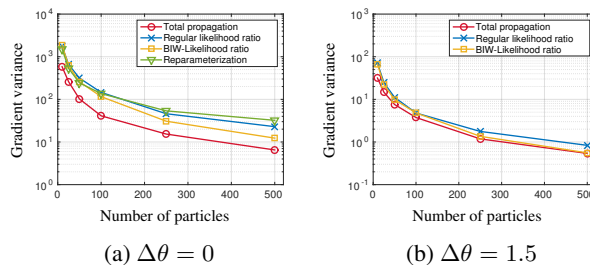 Total propagation
Regular likelihood ratio
BIW-Likelihood ratio
Reparameterization
Gradient variance
10^4
10^3
10^2
10^1
10^0
0 100 200 300 400 500
Number of particles
(a) Δθ = 0
Total propagation
Regular likelihood ratio
BIW-Likelihood ratio
Gradient variance
10^3
10^2
10^1
10^0
10^-1
0 100 200 300 400 500
Number of particles
(b) Δθ = 1.5